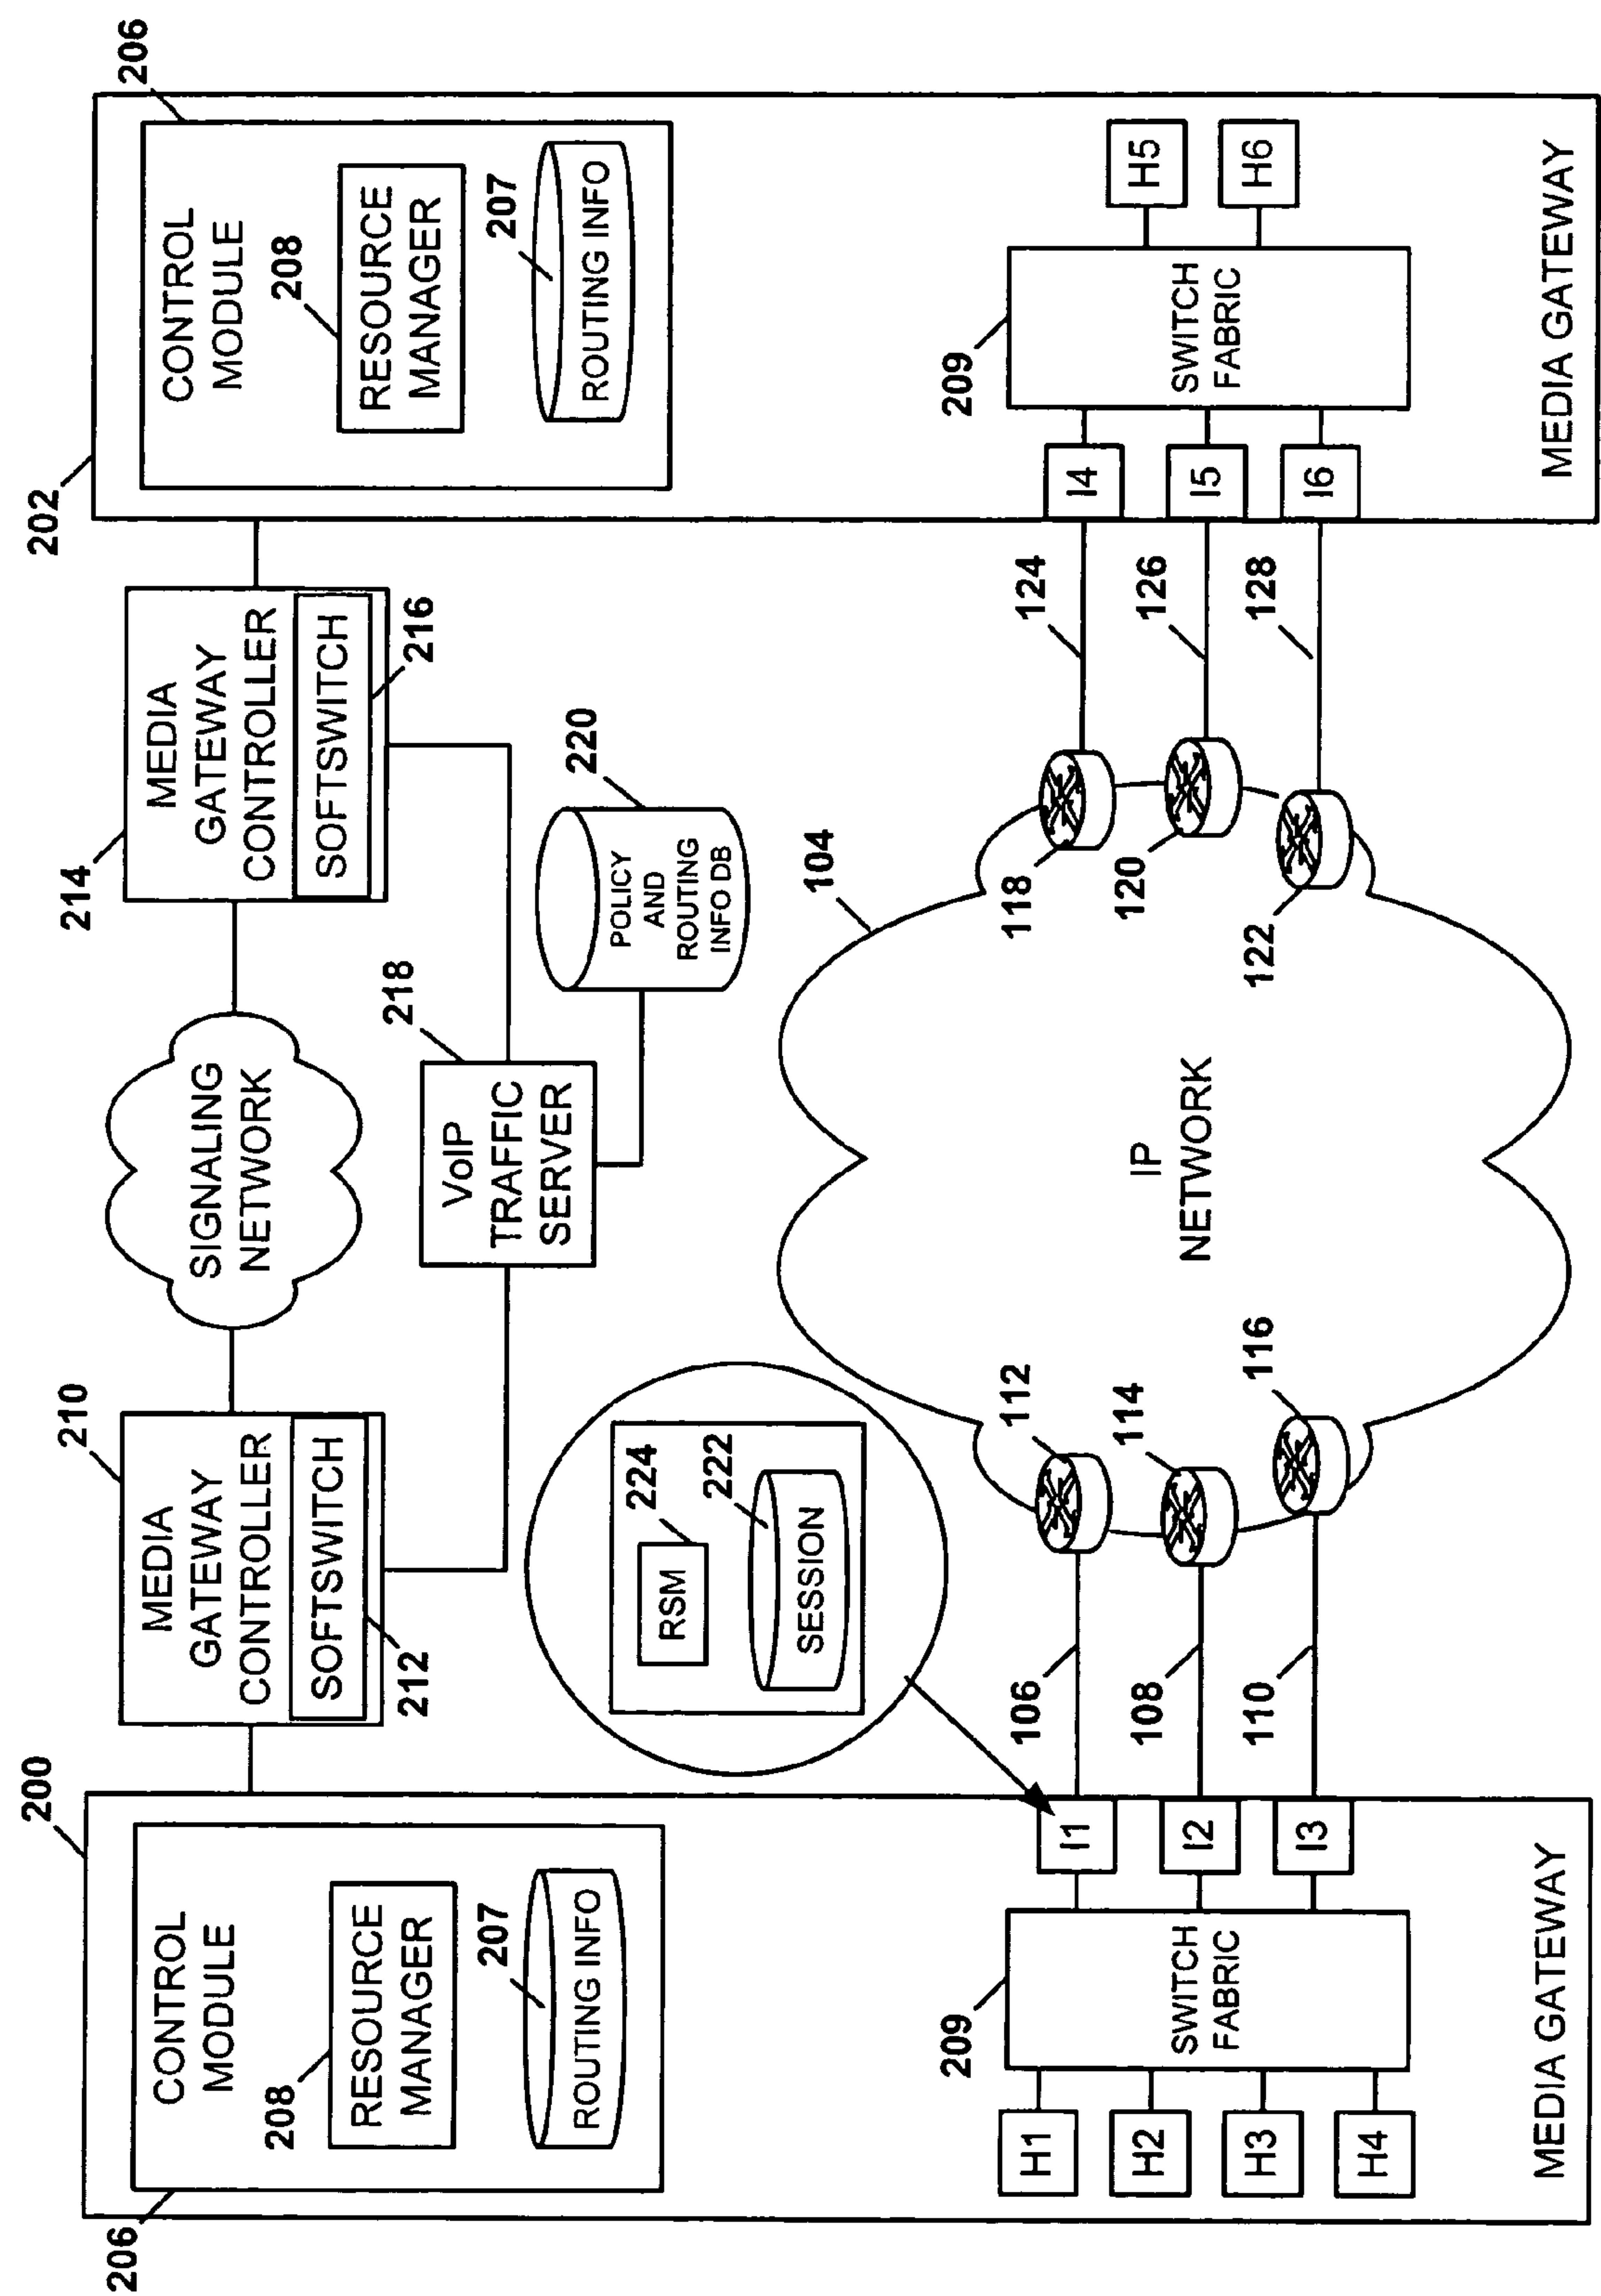 200
206
CONTROL
MODULE
208
RESOURCE
MANAGER
207
ROUTING INFO
209
SWITCH
FABRIC
H1
H2
H3
H4
I1
I2
I3
MEDIA GATEWAY
210
MEDIA
GATEWAY
CONTROLLER
SOFTSWITCH
212
SIGNALING
NETWORK
214
MEDIA
GATEWAY
CONTROLLER
SOFTSWITCH
216
218
VoIP
TRAFFIC
SERVER
220
POLICY
AND
ROUTING
INFO DB
RSM
224
222
SESSION
106
108
110
112
114
116
104
IP
NETWORK
118
120
122
124
126
128
202
206
CONTROL
MODULE
208
RESOURCE
MANAGER
207
ROUTING INFO
209
SWITCH
FABRIC
I4
I5
I6
H5
H6
MEDIA GATEWAY